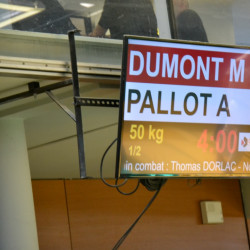 DUMONT M
PALLOT A
50 kg
4:00
1/2
in combat : Thomas DORLAC, - N